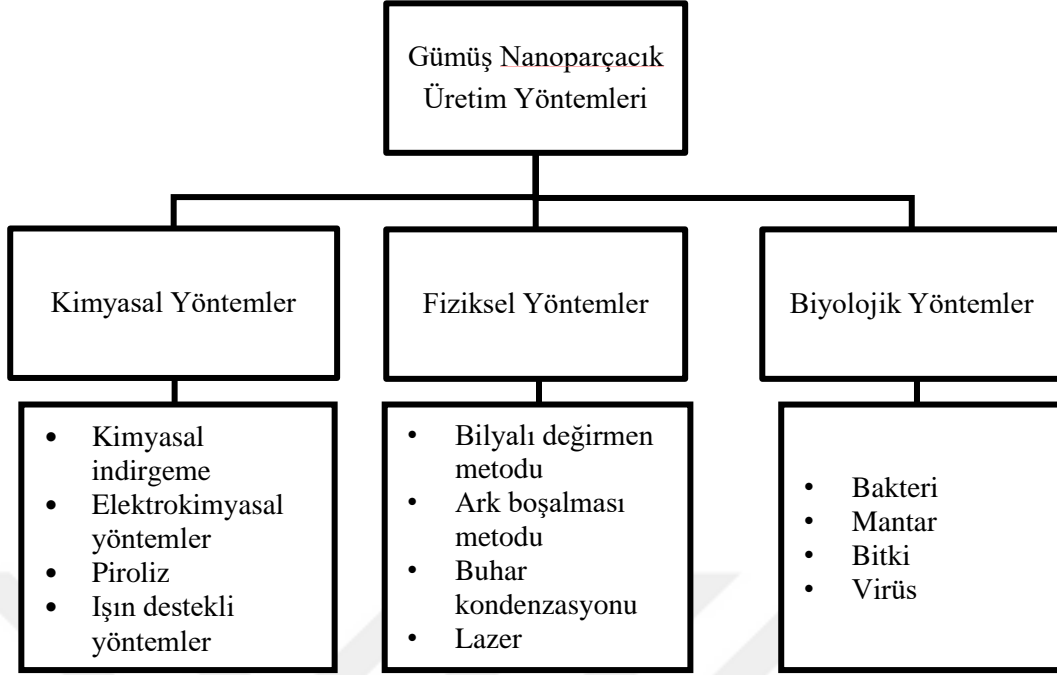 Gümüş Nanoparçacık
Üretim Yöntemleri
Kimyasal Yöntemler
Fiziksel Yöntemler
Biyolojik Yöntemler
• Kimyasal
indirgeme
• Elektrokimyasal
yöntemler
• Piroliz
• Işın destekli
yöntemler
• Bilyalı değirmen
metodu
• Ark boşalması
metodu
• Buhar
kondenzasyonu
• Lazer
• Bakteri
• Mantar
• Bitki
• Virüs